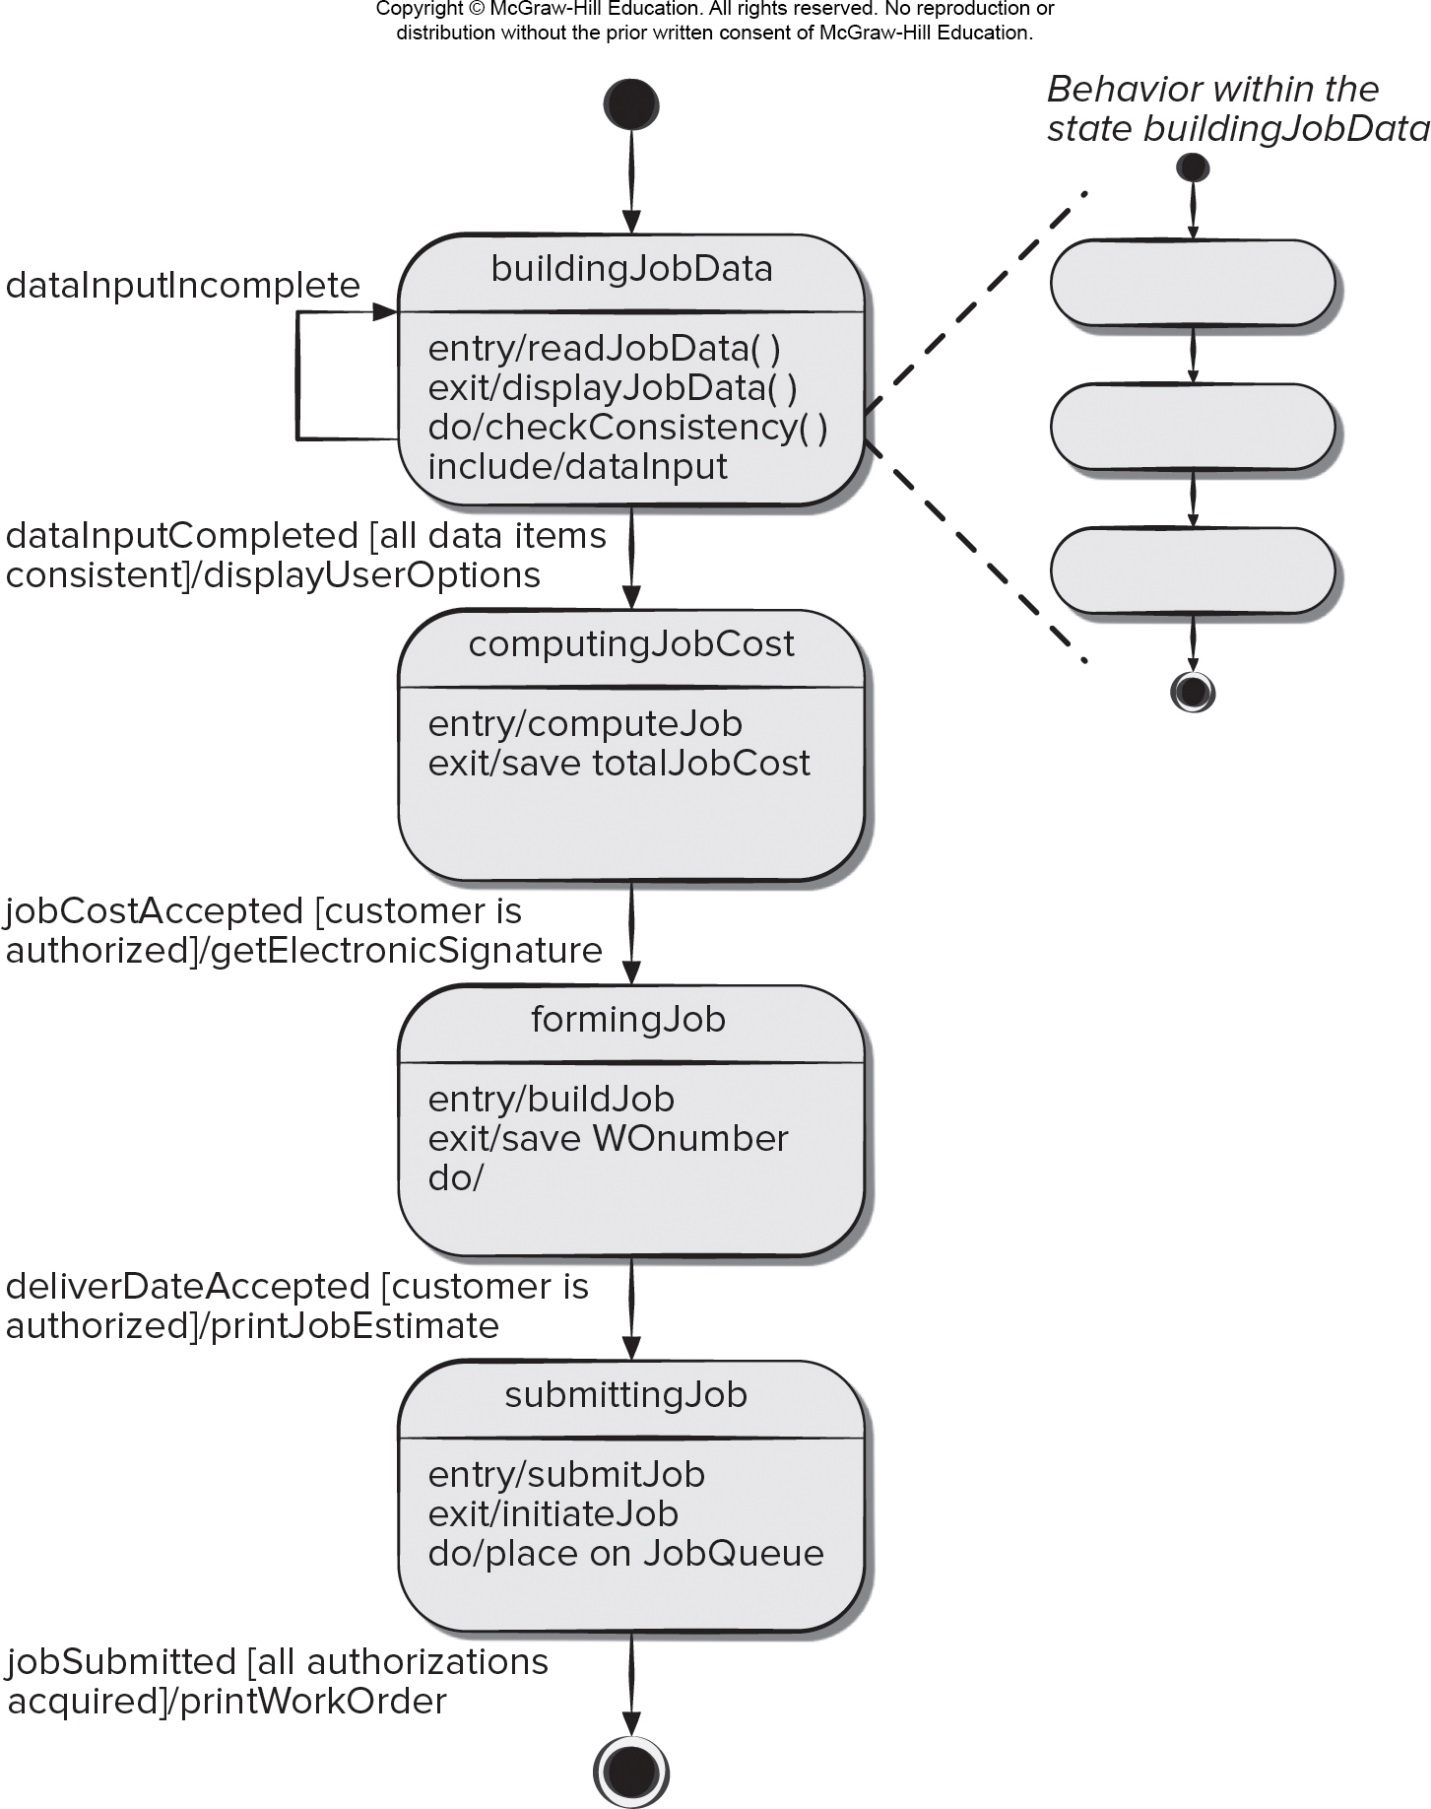 Copyright © McGraw-Hill Education. All rights reserved. No reproduction or
distribution without the prior written consent of McGraw-Hill Education.
Behavior within the
state buildingJobData
dataInputIncomplete
buildingJobData
entry/readJobData( )
exit/displayJobData( )
do/checkConsistency( )
include/dataInput
dataInputCompleted [all data items
consistent]/displayUserOptions
computingJobCost
entry/computeJob
exit/save totalJobCost
jobCostAccepted [customer is
authorized]/getElectronicSignature
formingJob
entry/buildJob
exit/save WOnumber
do/
deliverDateAccepted [customer is
authorized]/printJobEstimate
submittingJob
entry/submitJob
exit/initiateJob
do/place on JobQueue
jobSubmitted [all authorizations
acquired]/printWorkOrder